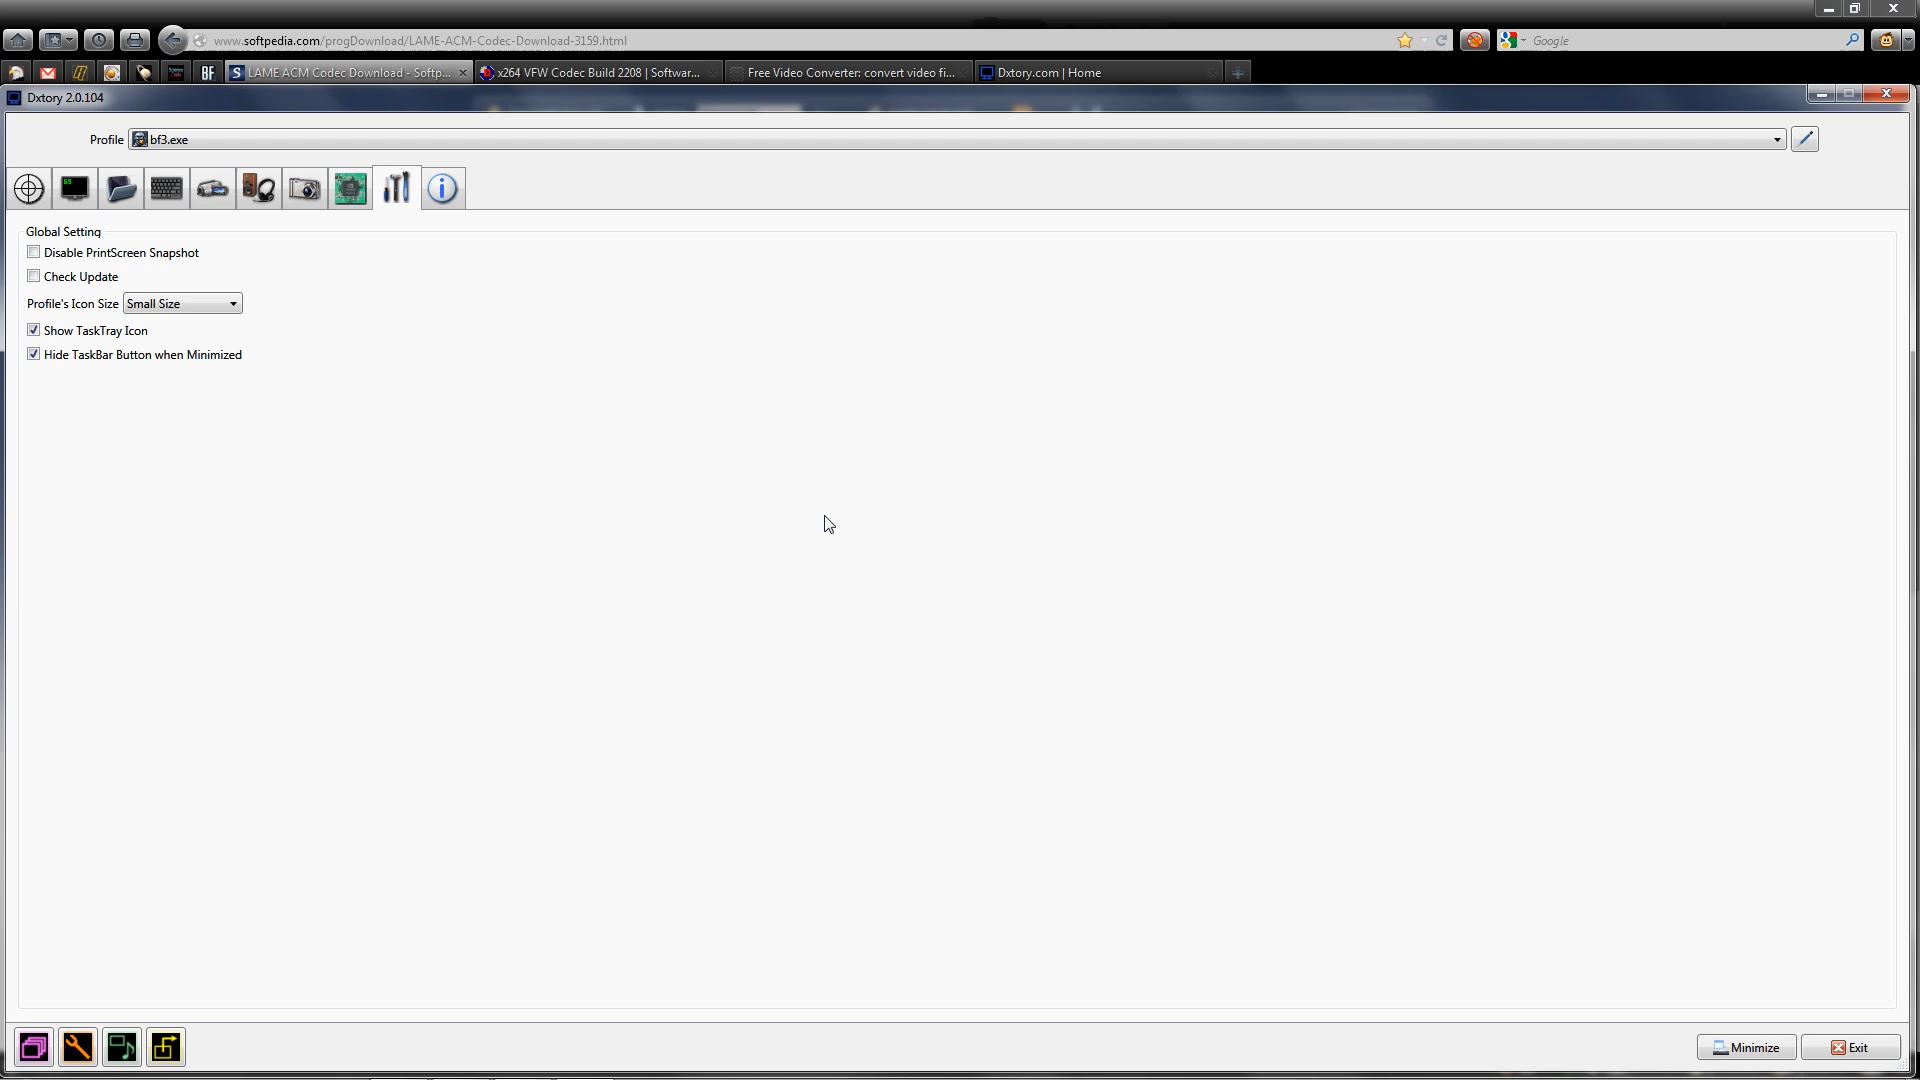 www.softpedia.com/progDownload/LAME-ACM-Codec-Download-3159.html
Google
BF
S LAME ACM Codec Download - Softp...
x264 VFW Codec Build 2208 | Softwar...
Free Video Converter: convert video fi...
Dxtory.com | Home
Dxtory 2.0.104
Profile
bf3.exe
Global Setting
Disable PrintScreen Snapshot
Check Update
Profile's Icon Size
Small Size
Show TaskTray Icon
Hide TaskBar Button when Minimized
Minimize
Exit